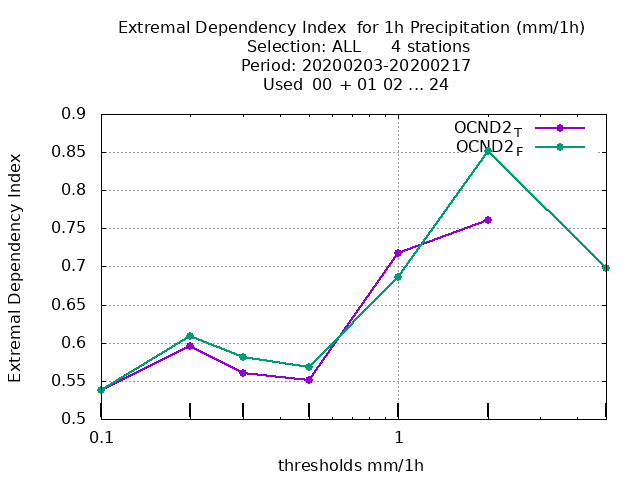 Extremal Dependency Index for 1h Precipitation (mm/1h)
Selection: ALL 4 stations
Period: 20200203-20200217
Used 00 + 01 02 ... 24
OCND2T
OCND2F
0.9
0.85
0.8
0.75
0.7
0.65
0.6
0.55
0.5
Extremal Dependency Index
0.1
1
thresholds mm/1h